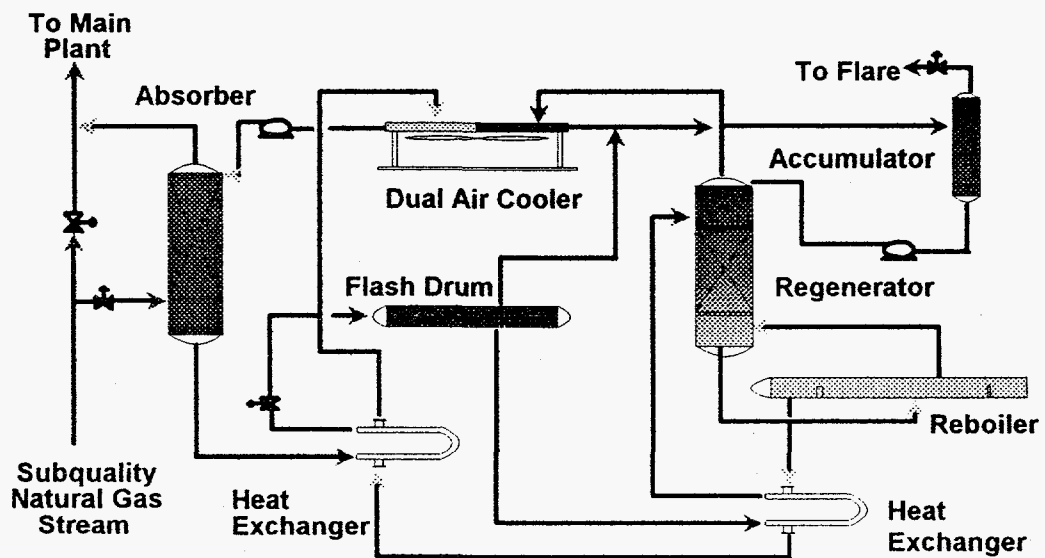 To Main
Plant
Absorber
To Flare
Accumulator
Dual Air Cooler
Flash Drum
Regenerator
Reboiler
Subquality
Natural Gas
Stream
Heat
Exchanger
Heat
Exchanger